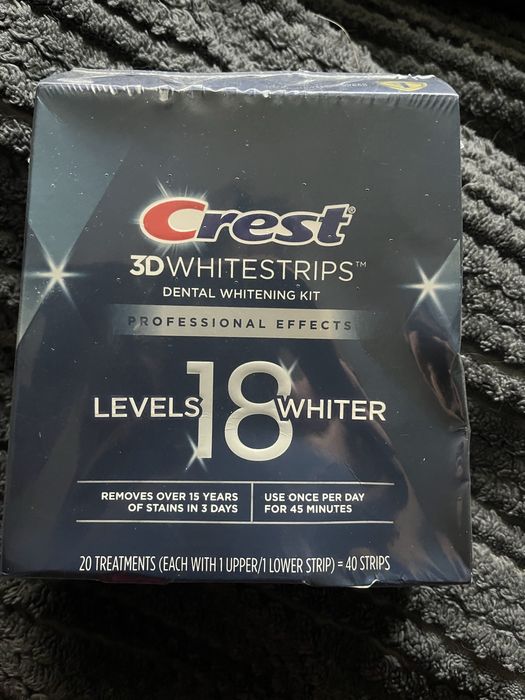 Crest®
3DWHITESTRIPS™
DENTAL WHITENING KIT
PROFESSIONAL EFFECTS
LEVELS 18 WHITER
REMOVES OVER 15 YEARS
OF STAINS IN 3 DAYS
USE ONCE PER DAY
FOR 45 MINUTES
20 TREATMENTS (EACH WITH 1 UPPER/1 LOWER STRIP) = 40 STRIPS